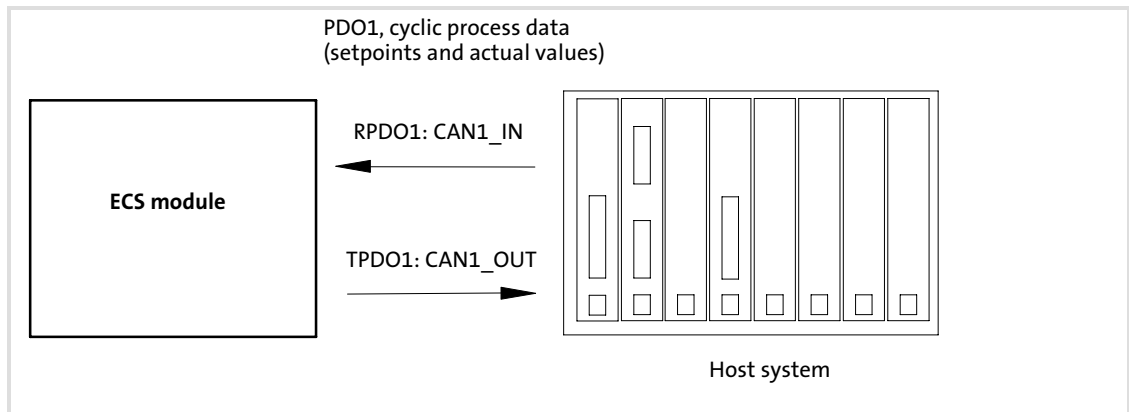 PDO1, cyclic process data
(setpoints and actual values)
RPDO1: CAN1_IN
ECS module
TPDO1: CAN1_OUT
Host system